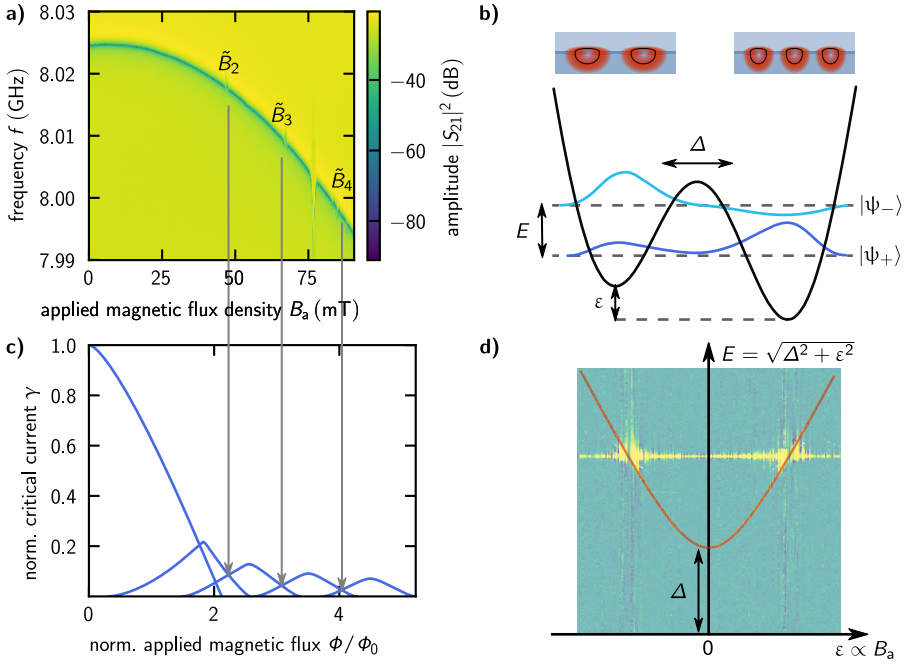 a)
8.03
8.02
8.01
8.00
7.99
frequency f (GHz)
B̃₂
B̃₃
B̃₄
0
25
50
75
applied magnetic flux density Bₐ (mT)
−40
−60
−80
amplitude |S₂₁|² (dB)
b)
Δ
E
ε
|ψ₋⟩
|ψ₊⟩
c)
1.0
0.8
0.6
0.4
0.2
norm. critical current γ
0
2
4
norm. applied magnetic flux Φ/Φ₀
d)
E = √Δ² + ε²
Δ
0
ε ∝ Bₐ